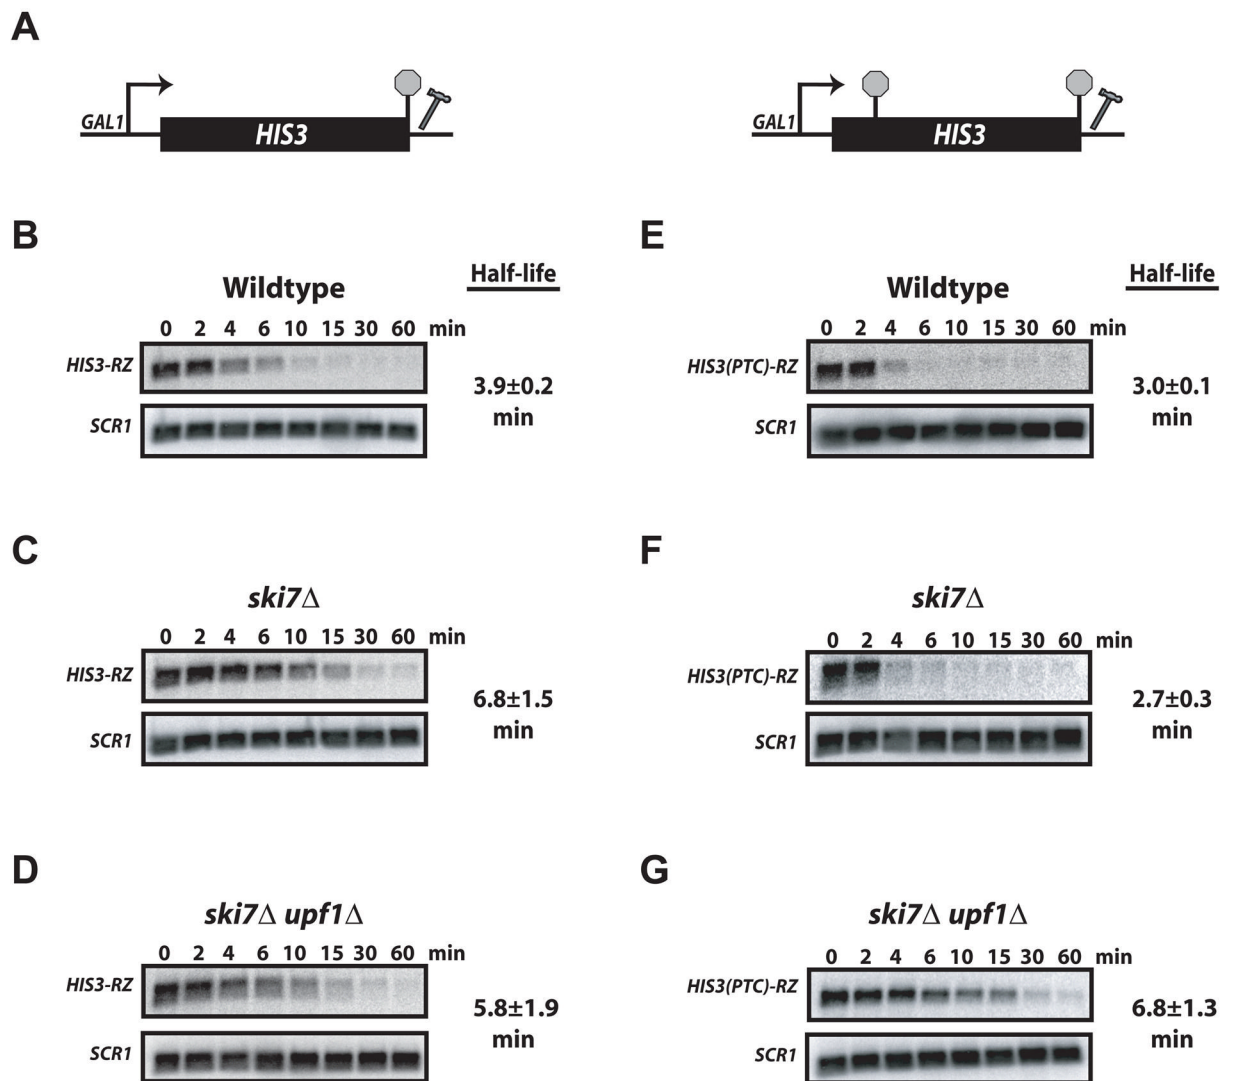 A
GAL1
HIS3
GAL1
HIS3
B
Wildtype
Half-life
0 2 4 6 10 15 30 60 min
HIS3-RZ
SCR1
3.9±0.2
min
E
Wildtype
Half-life
0 2 4 6 10 15 30 60 min
HIS3(PTC)-RZ
SCR1
3.0±0.1
min
C
ski7Δ
0 2 4 6 10 15 30 60 min
HIS3-RZ
SCR1
6.8±1.5
min
F
ski7Δ
0 2 4 6 10 15 30 60 min
HIS3(PTC)-RZ
SCR1
2.7±0.3
min
D
ski7Δ upf1Δ
0 2 4 6 10 15 30 60 min
HIS3-RZ
SCR1
5.8±1.9
min
G
ski7Δ upf1Δ
0 2 4 6 10 15 30 60 min
HIS3(PTC)-RZ
SCR1
6.8±1.3
min